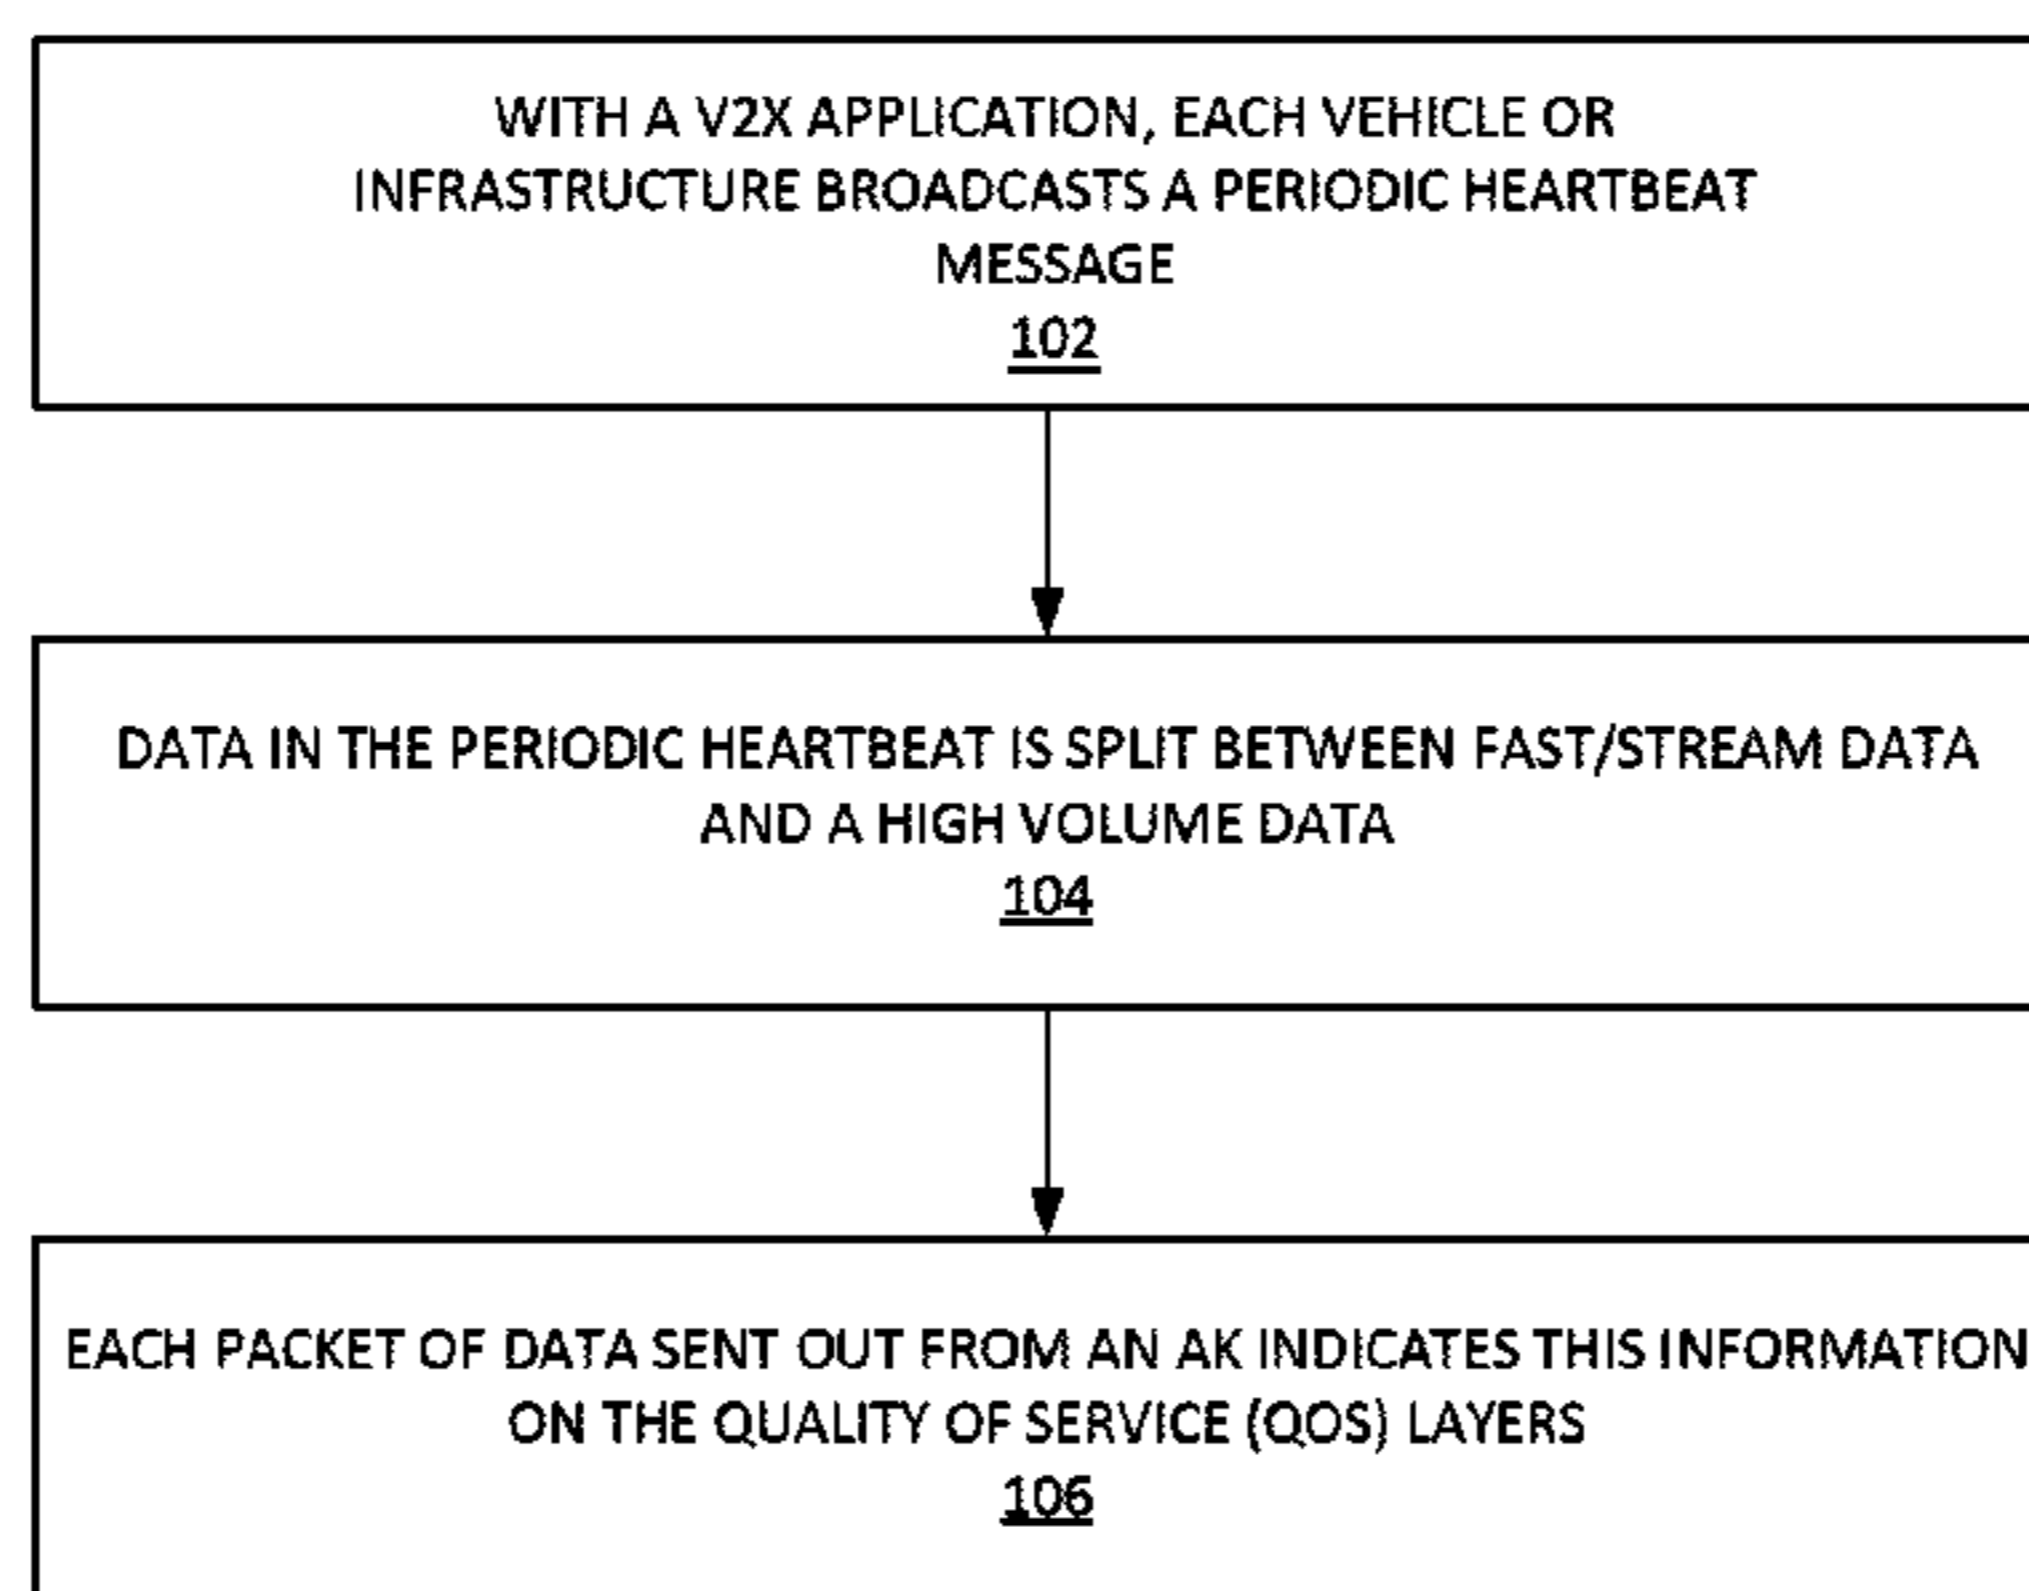 WITH A V2X APPLICATION, EACH VEHICLE OR
INFRASTRUCTURE BROADCASTS A PERIODIC HEARTBEAT
MESSAGE
102
DATA IN THE PERIODIC HEARTBEAT IS SPLIT BETWEEN FAST/STREAM DATA
AND A HIGH VOLUME DATA
104
EACH PACKET OF DATA SENT OUT FROM AN AK INDICATES THIS INFORMATION
ON THE QUALITY OF SERVICE (QOS) LAYERS
106